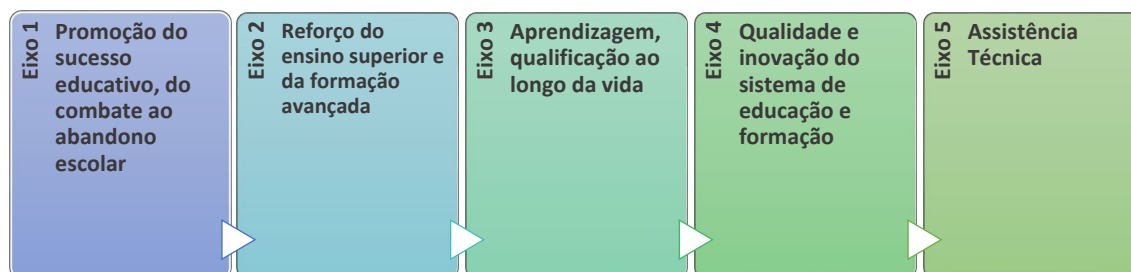 Eixo 1
Promoção do
sucesso
educativo, do
combate ao
abandono
escolar
Eixo 2
Reforço do
ensino superior e
da formação
avançada
Eixo 3
Aprendizagem,
qualificação ao
longo da vida
Eixo 4
Qualidade e
inovação do
sistema de
educação e
formação
Eixo 5
Assistência
Técnica